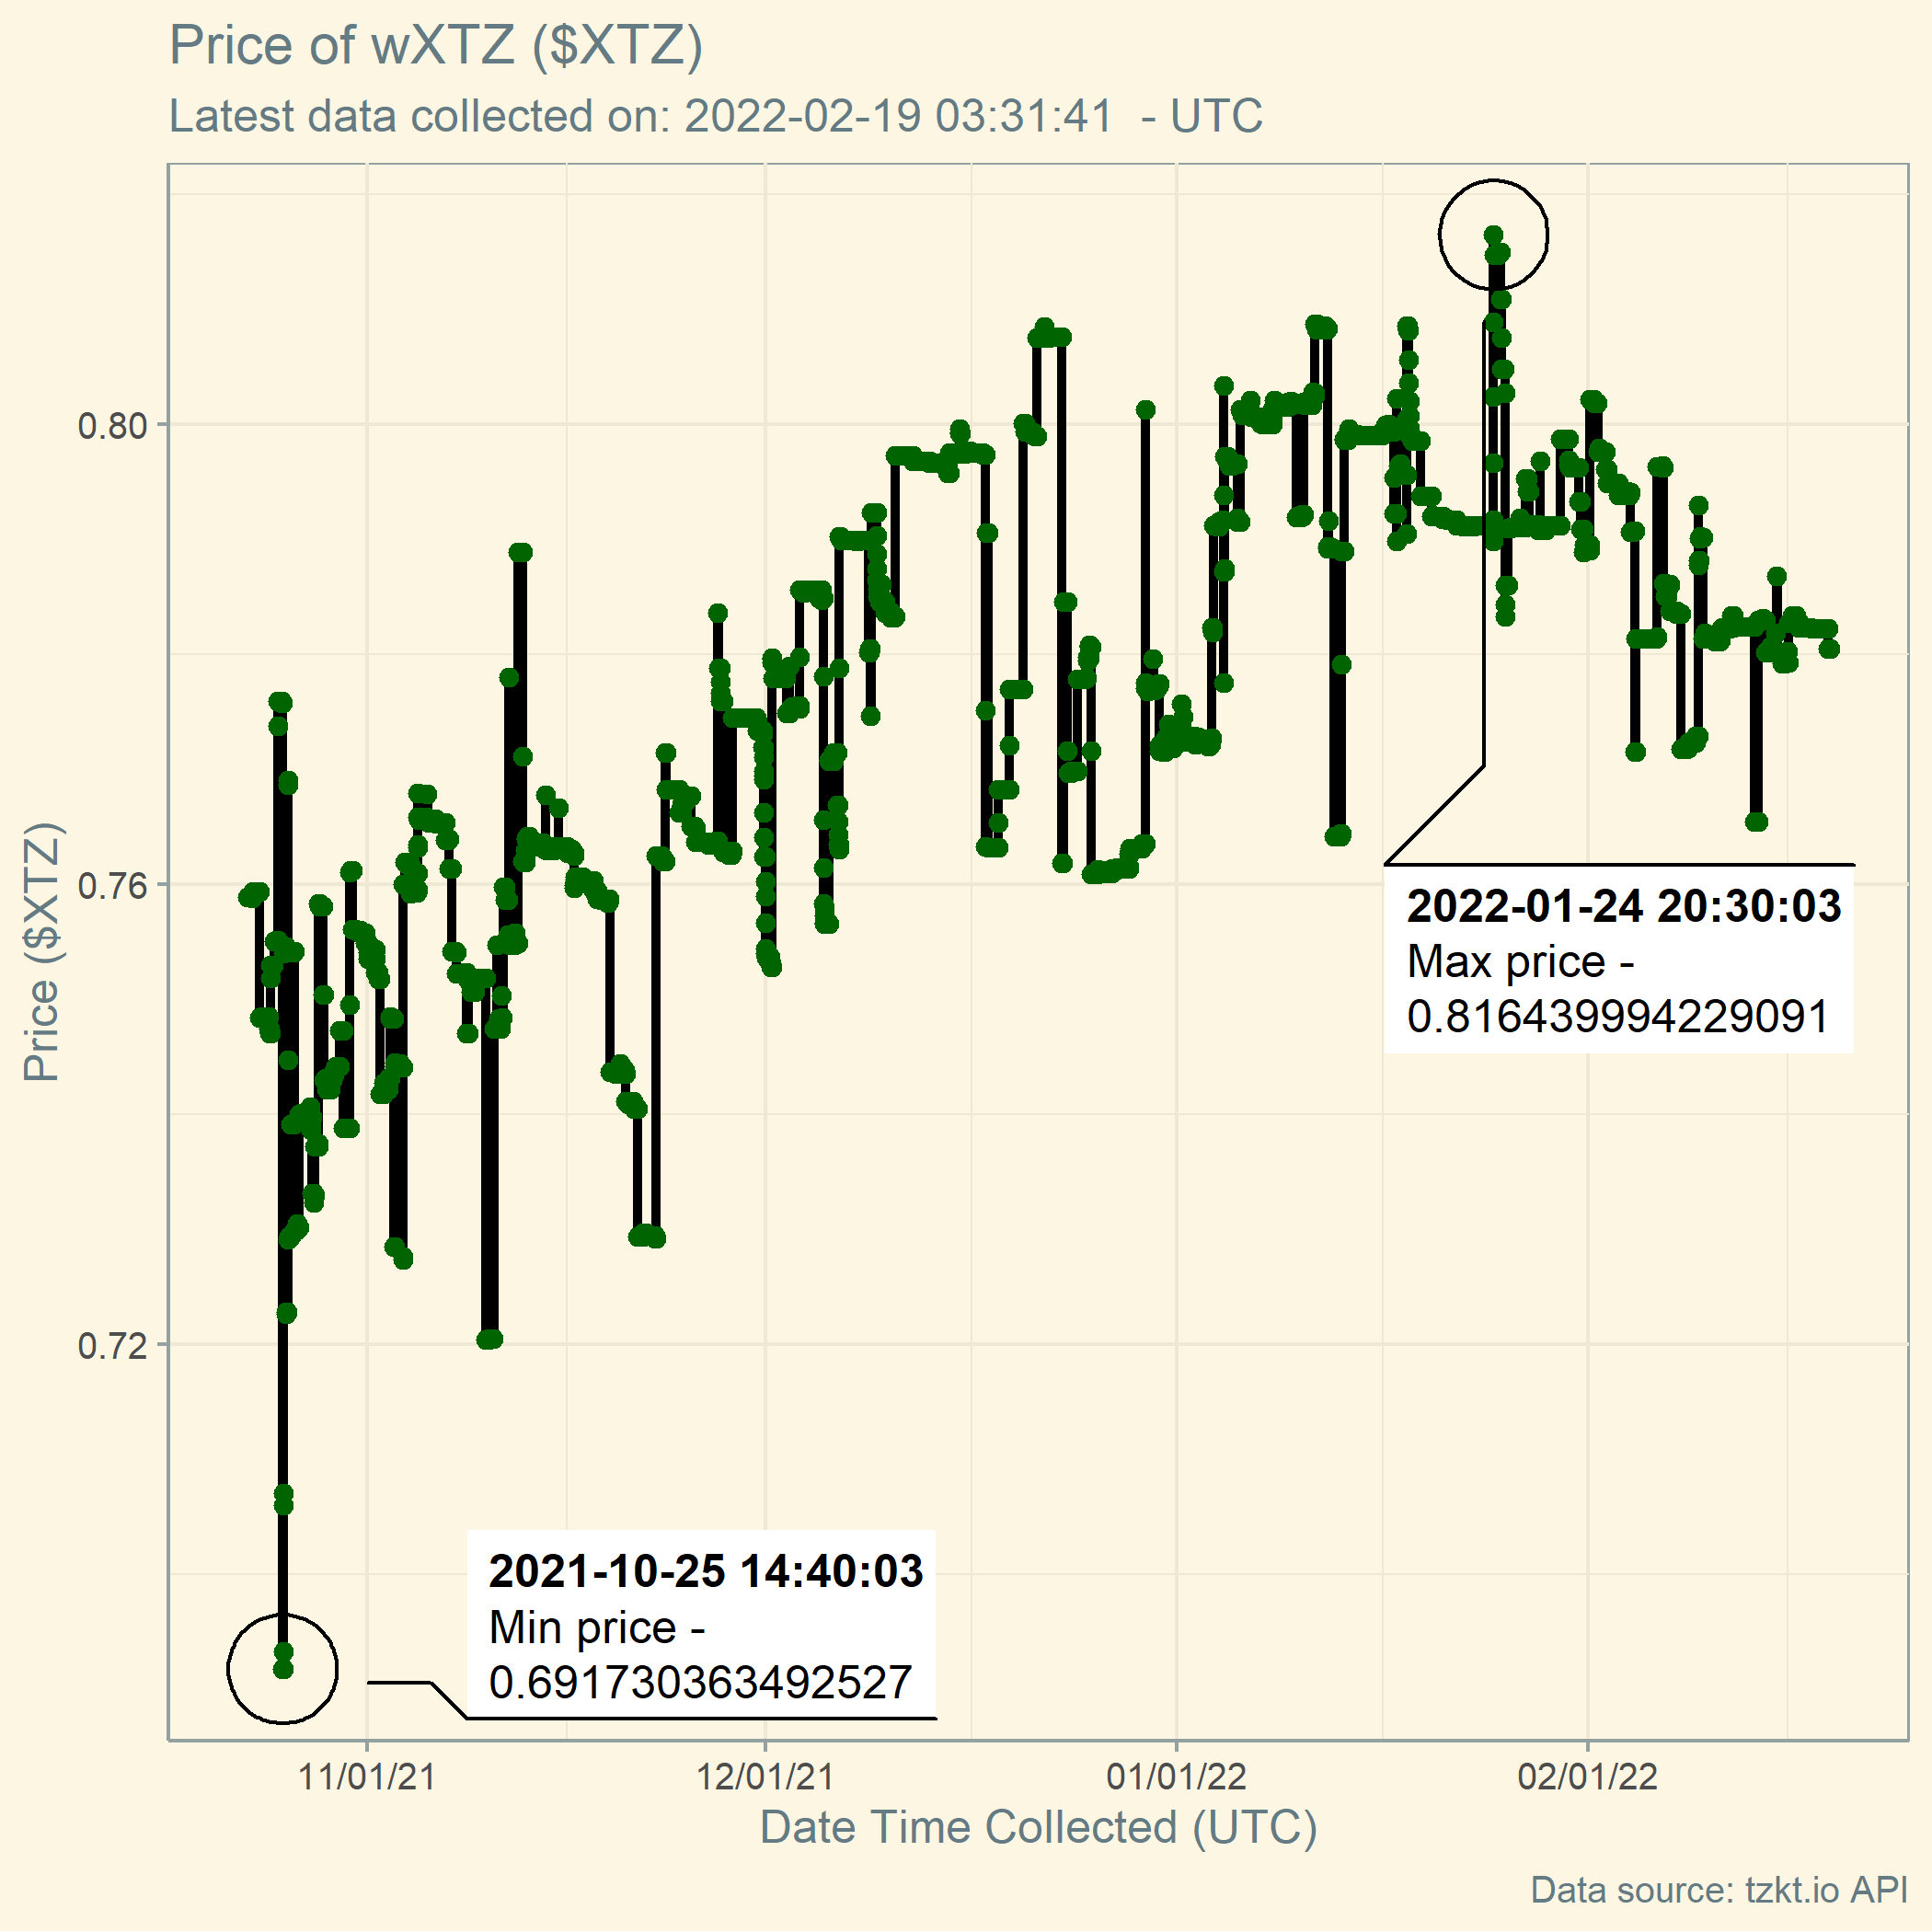 Price of wXTZ ($XTZ)
Latest data collected on: 2022-02-19 03:31:41  - UTC
Price ($XTZ)
0.80
0.76
0.72
2022-01-24 20:30:03
Max price -
0.816439994229091
2021-10-25 14:40:03
Min price -
0.691730363492527
11/01/21
12/01/21
01/01/22
02/01/22
Date Time Collected (UTC)
Data source: tzkt.io API